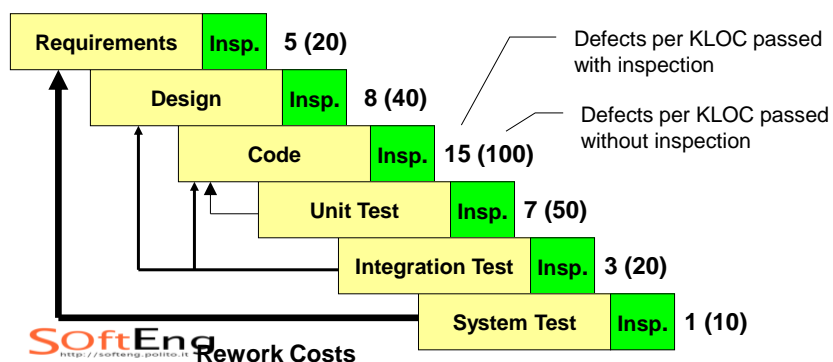 Requirements Insp. 5 (20)
Defects per KLOC passed
with inspection
Design Insp. 8 (40)
Defects per KLOC passed
without inspection
Code Insp. 15 (100)
Unit Test Insp. 7 (50)
Integration Test Insp. 3 (20)
System Test Insp. 1 (10)
SOftEng
http://softeng.polito.it
Rework Costs